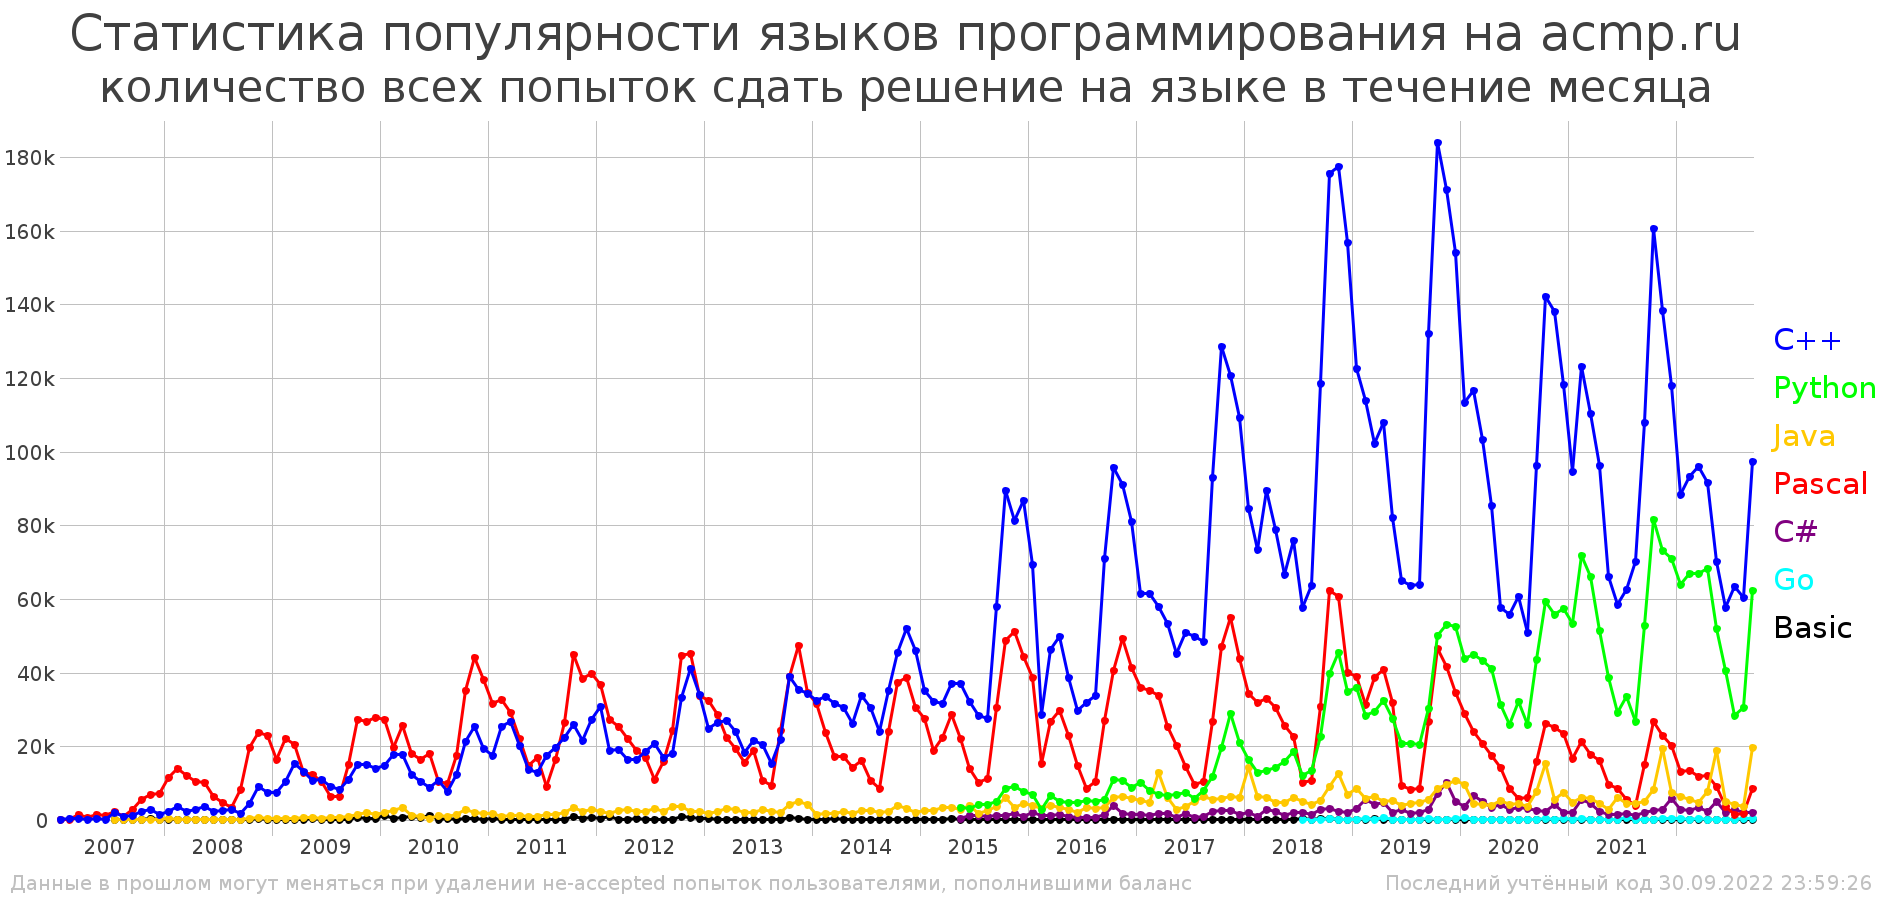 Статистика популярности языков программирования на acmp.ru
количество всех попыток сдать решение на языке в течение месяца
180k
160k
140k
120k
100k
80k
60k
40k
20k
0
C++
Python
Java
Pascal
C#
Go
Basic
2007 2008 2009 2010 2011 2012 2013 2014 2015 2016 2017 2018 2019 2020 2021
Данные в прошлом могут меняться при удалении не-accepted попыток пользователями, пополнившими баланс
Последний учтённый код 30.09.2022 23:59:26